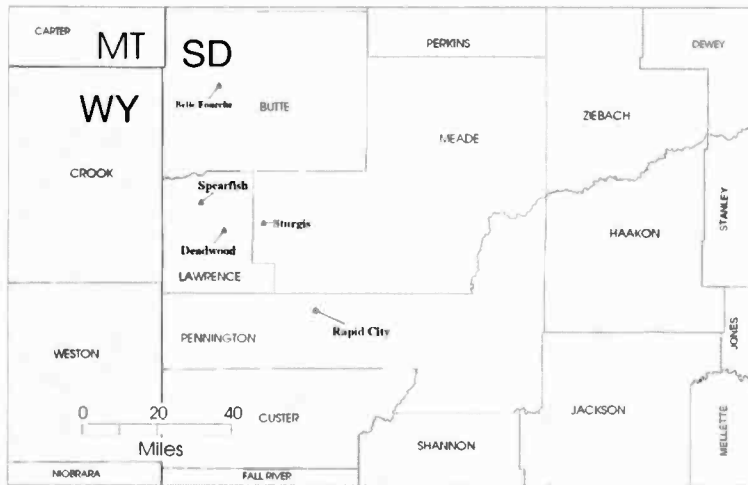 CARTER
MT
SD
PERKINS
DEWEY
WY
Belle Fourche
BUTTE
ZIEBACH
MEADE
CROOK
Spearfish
STANLEY
Sturgis
HAAKON
Deadwood
LAWRENCE
Rapid City
PENNINGTON
JONES
WESTON
0 20 40
Miles
CUSTER
JACKSON
MELLETTE
SHANNON
NIOBRARA
FALL RIVER